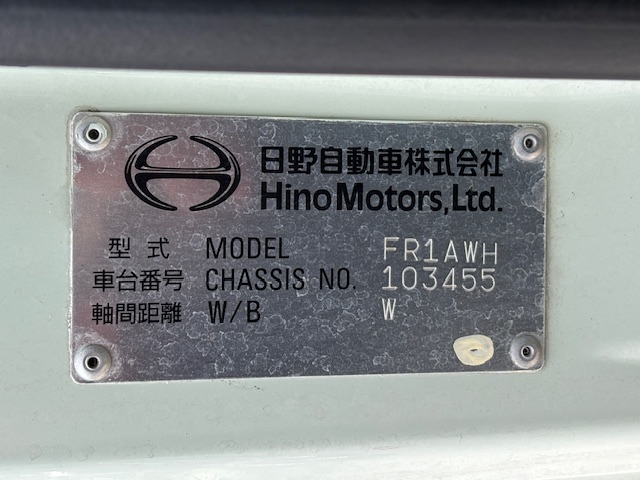 日野自動車株式会社
Hino Motors, Ltd.
型式 MODEL FR1AWH
車台番号 CHASSIS NO. 103455
軸間距離 W/B W